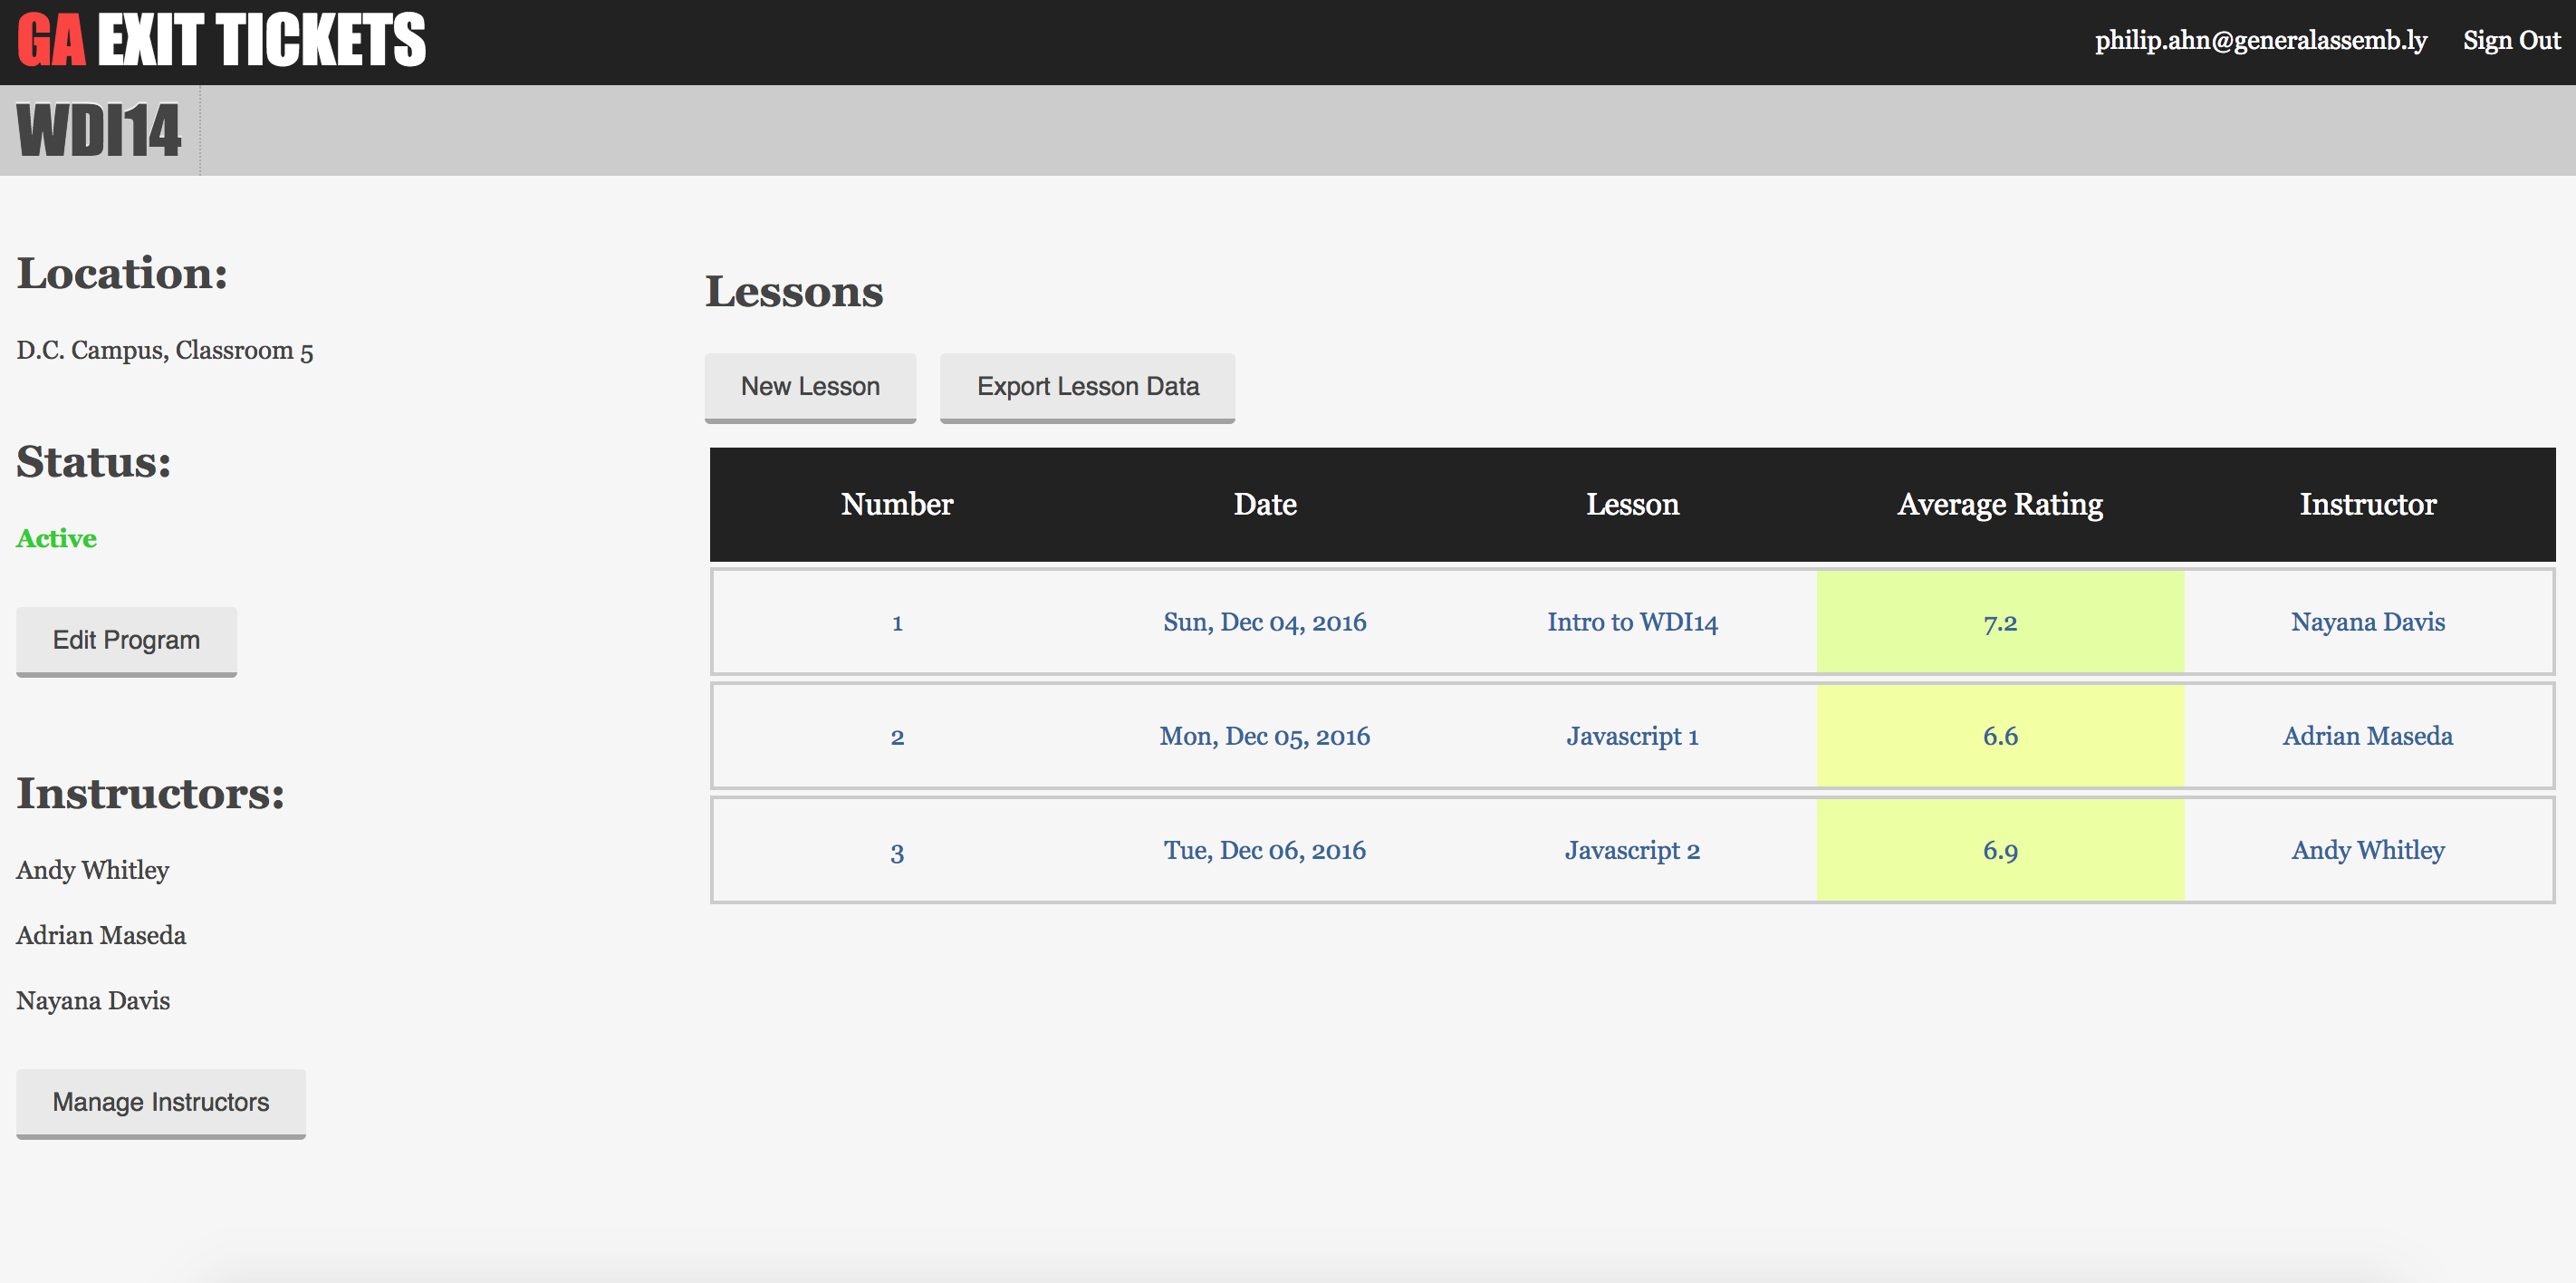 GA EXIT TICKETS
philip.ahn@generalassemb.ly Sign Out
WDI14
Location:
D.C. Campus, Classroom 5
Status:
Active
Edit Program
Instructors:
Andy Whitley
Adrian Maseda
Nayana Davis
Manage Instructors
Lessons
New Lesson Export Lesson Data
Number Date Lesson Average Rating Instructor
1 Sun, Dec 04, 2016 Intro to WDI14 7.2 Nayana Davis
2 Mon, Dec 05, 2016 Javascript 1 6.6 Adrian Maseda
3 Tue, Dec 06, 2016 Javascript 2 6.9 Andy Whitley